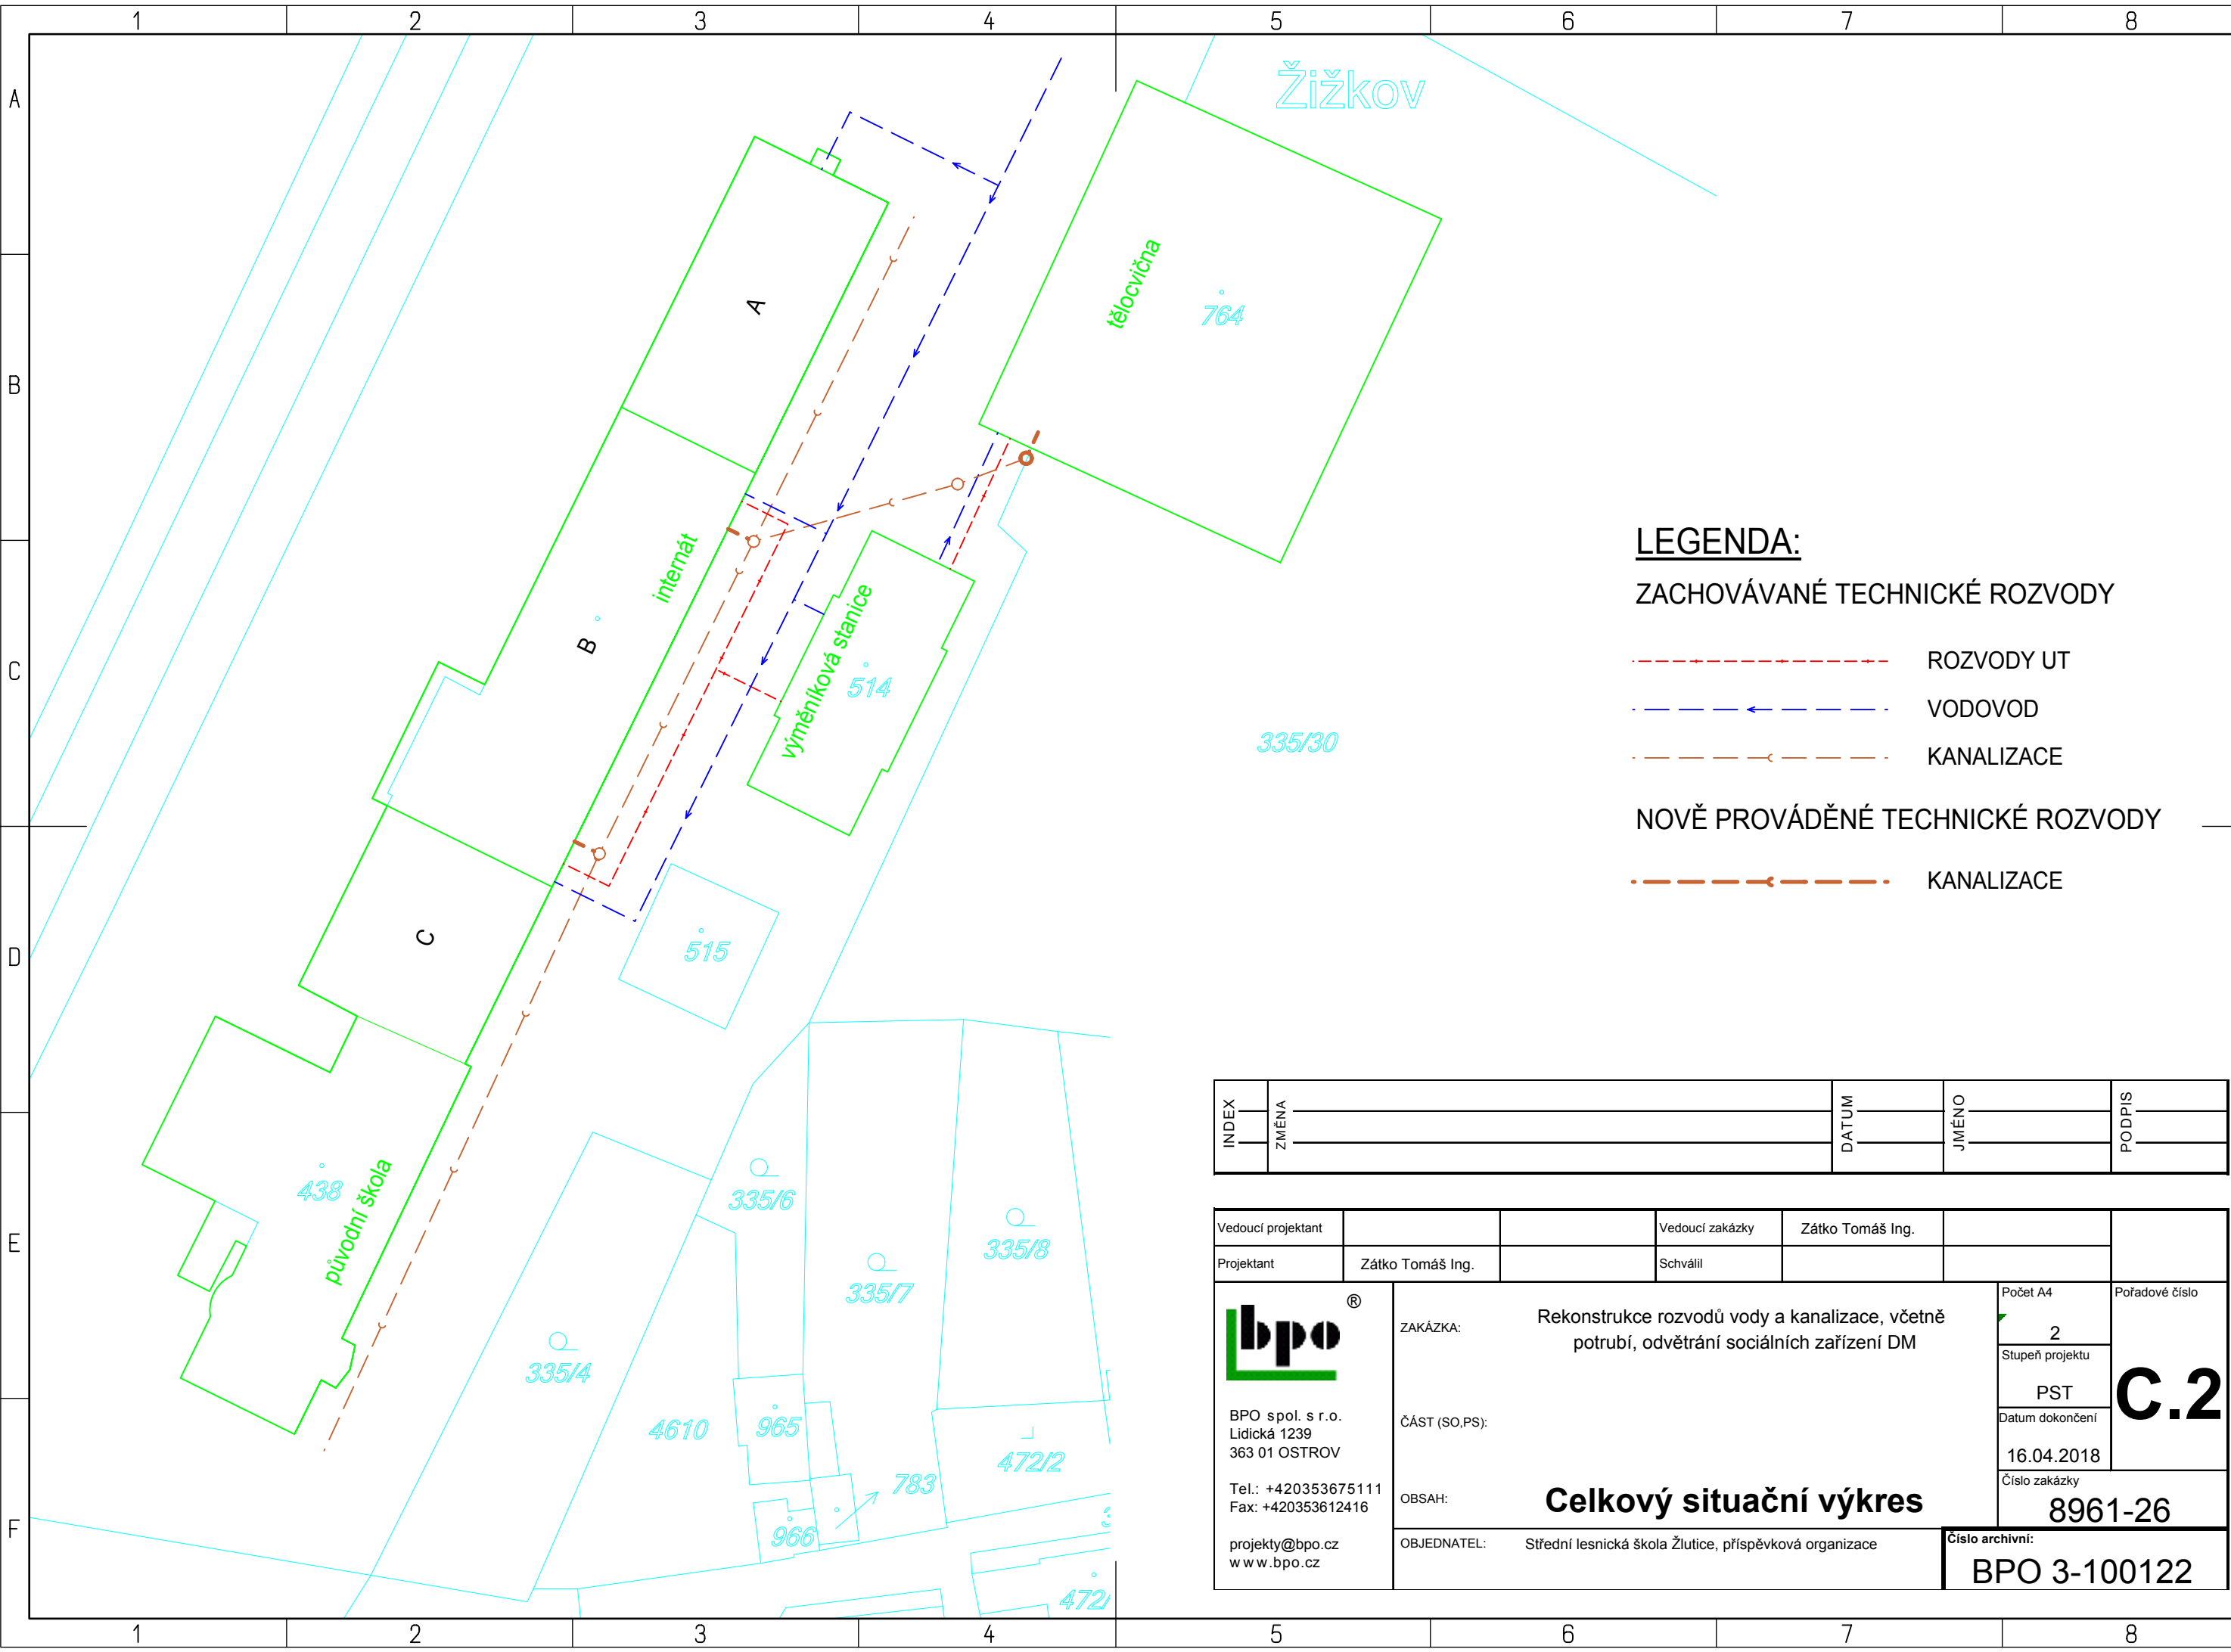 1 2 3 4 5 6 7 8
A
B
C
D
E
F
Žižkov
A
tělocvična
764
internát
B
výměníková stanice
514
335/30
C
515
438
původní škola
335/6
335/7
335/8
335/4
4610
965
472/2
783
966
LEGENDA:
ZACHOVÁVANÉ TECHNICKÉ ROZVODY
ROZVODY UT
VODOVOD
KANALIZACE
NOVĚ PROVÁDĚNÉ TECHNICKÉ ROZVODY
KANALIZACE
INDEX ZMĚNA DATUM JMÉNO PODPIS
Vedoucí projektant Vedoucí zakázky Zátko Tomáš Ing.
Projektant Zátko Tomáš Ing. Schválil
bpo ®
BPO spol. s r.o.
Lidická 1239
363 01 OSTROV
Tel.: +420353675111
Fax: +420353612416
projekty@bpo.cz
www.bpo.cz
ZAKÁZKA: Rekonstrukce rozvodů vody a kanalizace, včetně
potrubí, odvětrání sociálních zařízení DM
ČÁST (SO,PS):
OBSAH: Celkový situační výkres
OBJEDNATEL: Střední lesnická škola Žlutice, příspěvková organizace
Počet A4
2
Stupeň projektu
PST
Datum dokončení
16.04.2018
Pořadové číslo
C.2
Číslo zakázky
8961-26
Číslo archivní:
BPO 3-100122
1 2 3 4 5 6 7 8